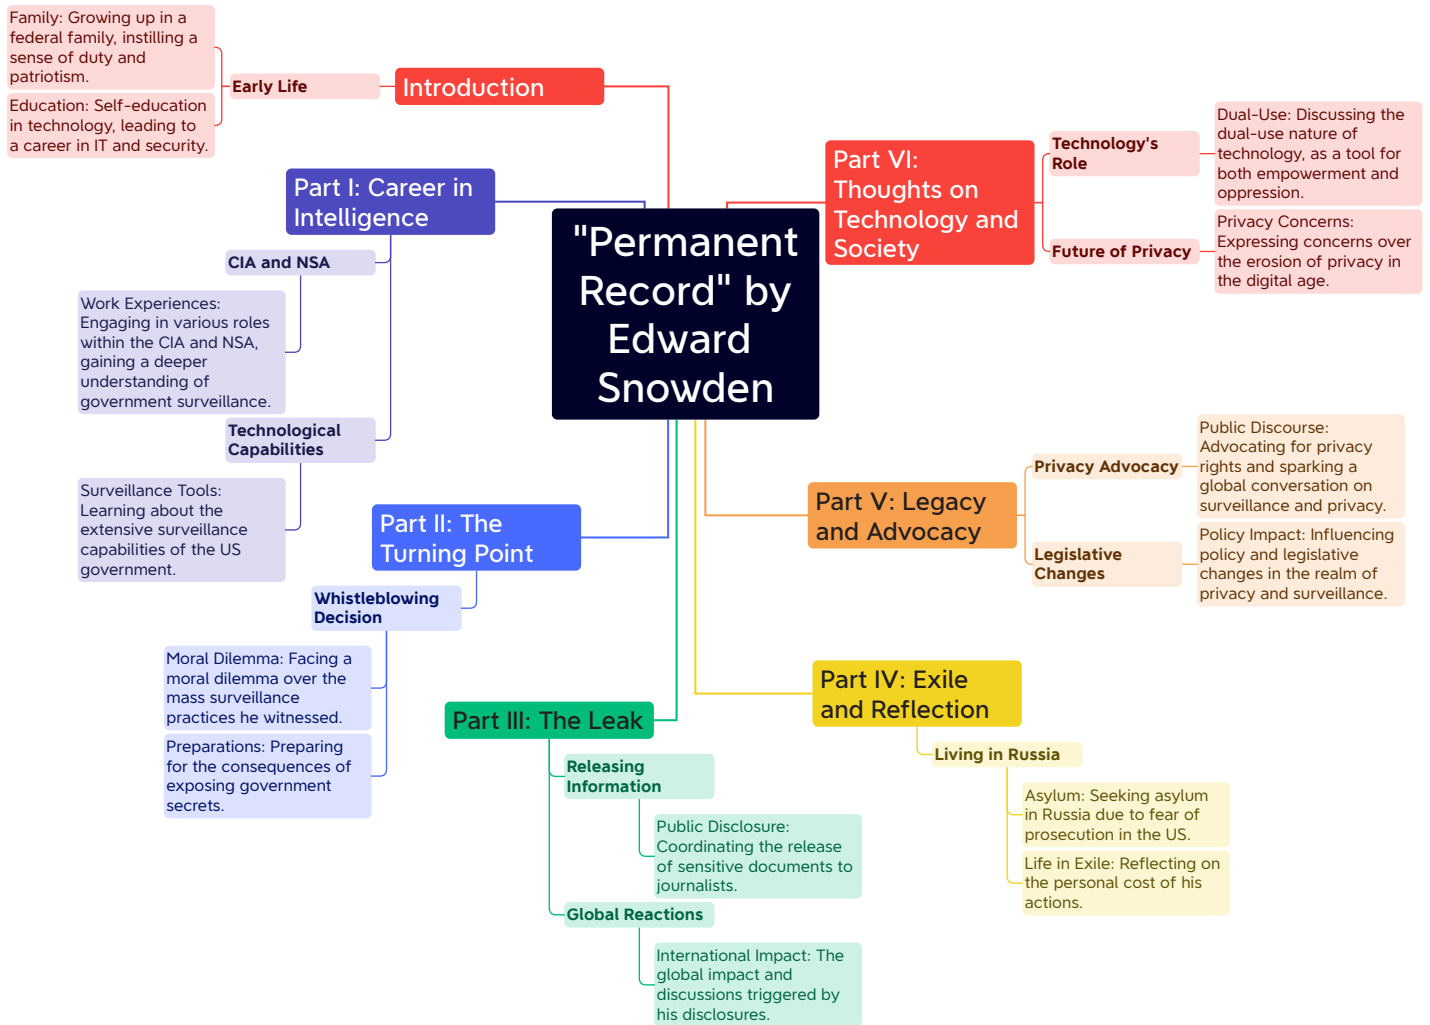 "Permanent
Record" by
Edward
Snowden
Introduction
Early Life
Family: Growing up in a
federal family, instilling a
sense of duty and
patriotism.
Education: Self-education
in technology, leading to
a career in IT and security.
Part I: Career in
Intelligence
CIA and NSA
Work Experiences:
Engaging in various roles
within the CIA and NSA,
gaining a deeper
understanding of
government surveillance.
Technological
Capabilities
Surveillance Tools:
Learning about the
extensive surveillance
capabilities of the US
government.
Part II: The
Turning Point
Whistleblowing
Decision
Moral Dilemma: Facing a
moral dilemma over the
mass surveillance
practices he witnessed.
Preparations: Preparing
for the consequences of
exposing government
secrets.
Part III: The Leak
Releasing
Information
Public Disclosure:
Coordinating the release
of sensitive documents to
journalists.
Global Reactions
International Impact: The
global impact and
discussions triggered by
his disclosures.
Part IV: Exile
and Reflection
Living in Russia
Asylum: Seeking asylum
in Russia due to fear of
prosecution in the US.
Life in Exile: Reflecting on
the personal cost of his
actions.
Part V: Legacy
and Advocacy
Privacy Advocacy
Public Discourse:
Advocating for privacy
rights and sparking a
global conversation on
surveillance and privacy.
Legislative
Changes
Policy Impact: Influencing
policy and legislative
changes in the realm of
privacy and surveillance.
Part VI:
Thoughts on
Technology and
Society
Technology's
Role
Dual-Use: Discussing the
dual-use nature of
technology, as a tool for
both empowerment and
oppression.
Future of Privacy
Privacy Concerns:
Expressing concerns over
the erosion of privacy in
the digital age.